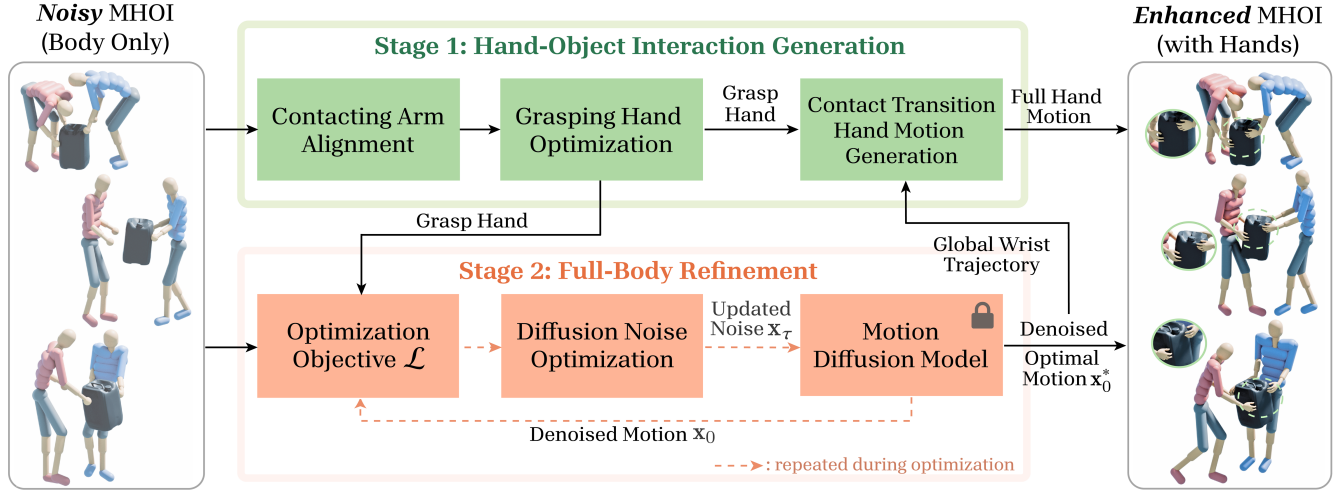 Noisy MHOI
(Body Only)
Stage 1: Hand-Object Interaction Generation
Contacting Arm
Alignment
Grasping Hand
Optimization
Grasp
Hand
Contact Transition
Hand Motion
Generation
Full Hand
Motion
Enhanced MHOI
(with Hands)
Grasp Hand
Global Wrist
Trajectory
Stage 2: Full-Body Refinement
Optimization
Objective ℒ
Diffusion Noise
Optimization
Updated
Noise 𝐱τ
Motion
Diffusion Model
Denoised
Optimal
Motion 𝐱₀*
Denoised Motion 𝐱₀
: repeated during optimization